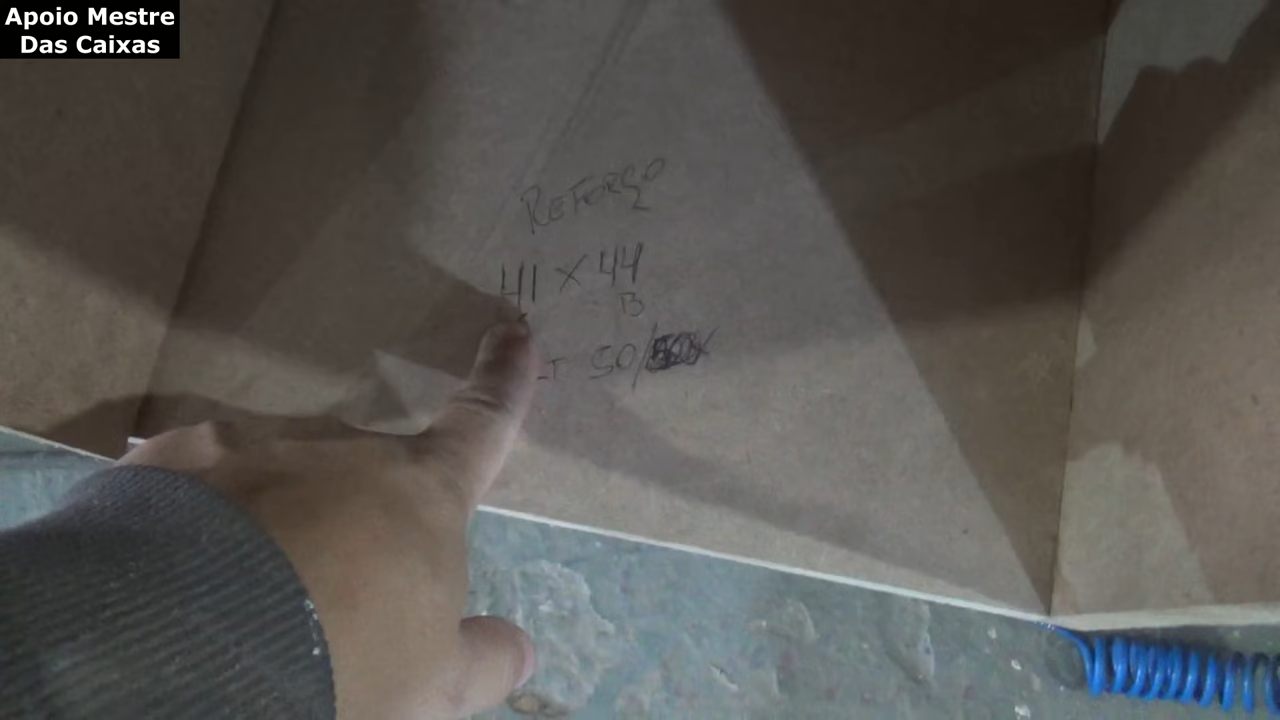 Apoio Mestre
Das Caixas
REFORÇO
41 X 44
B
50/